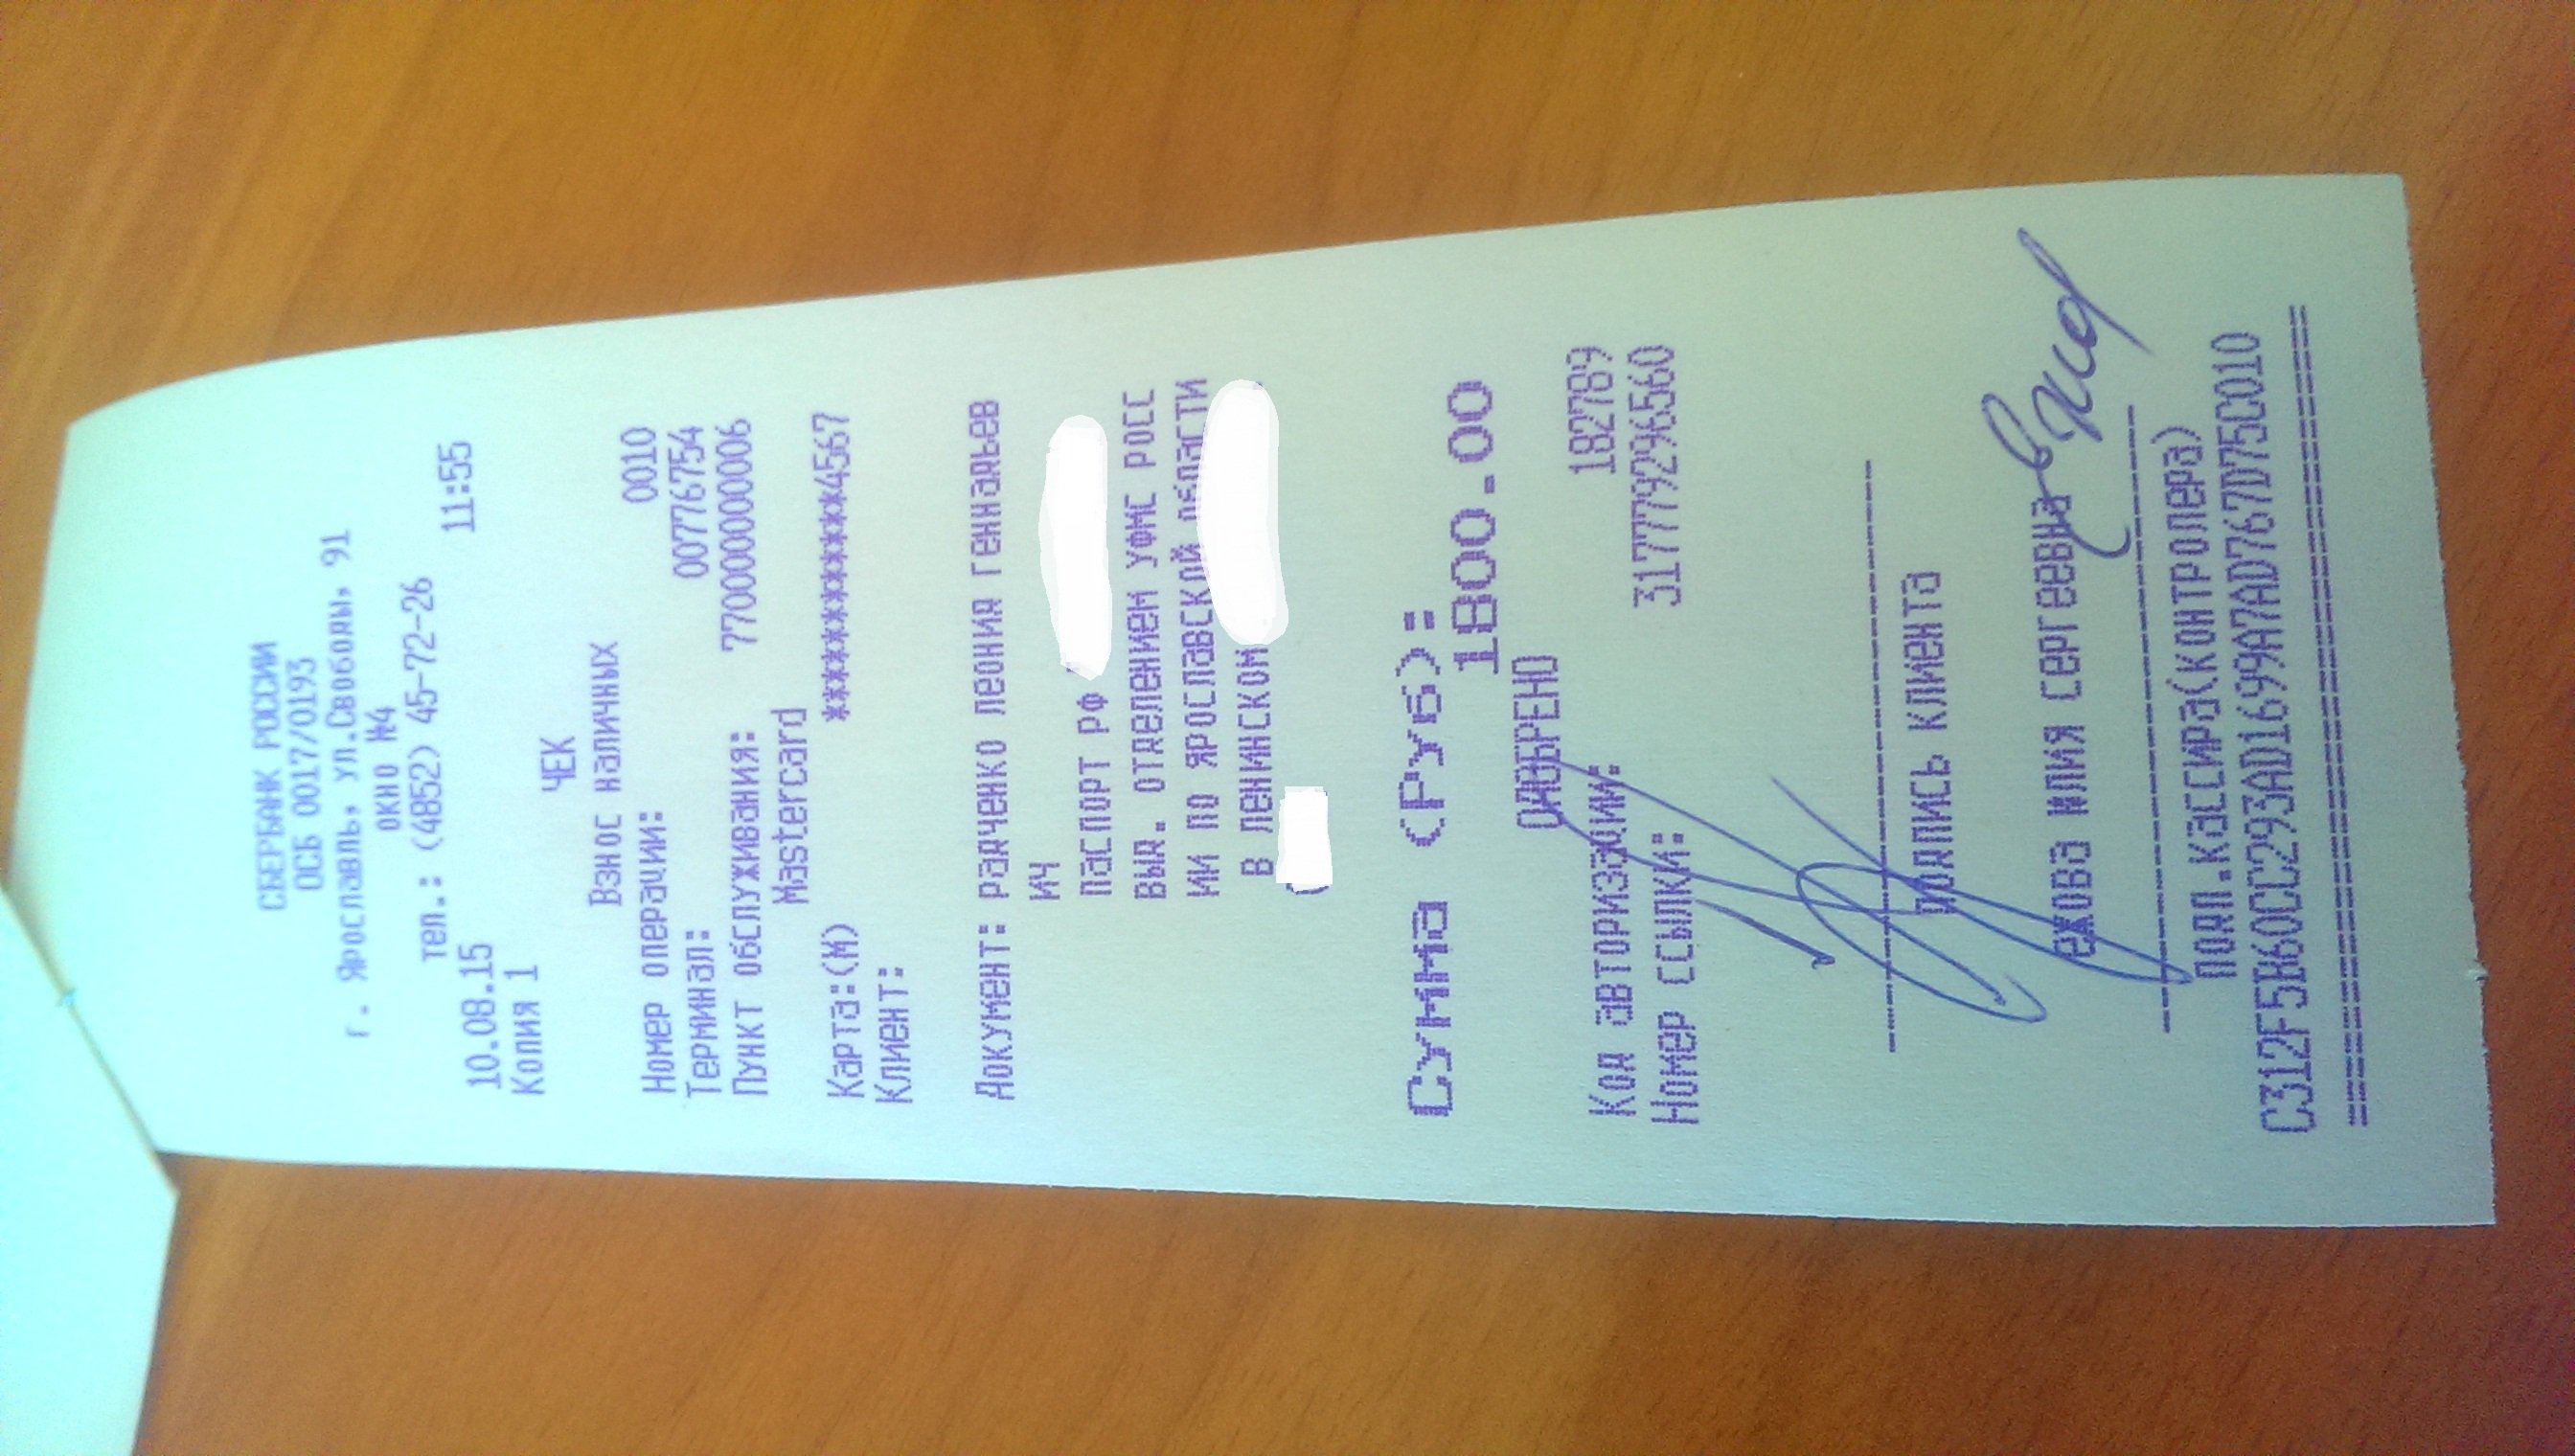 СБЕРБАНК РОССИИ
ОСБ 0017/0193
г. Ярославль, ул.Свободы, 91
ОКНО №4
тел.: (4852) 45-72-26
10.08.15 11:55
Копия 1
ЧЕК
Взнос наличных
Номер операции: 0010
Терминал: 00776754
Пункт обслуживания: 770000000006
Mastercard
Карта:(М) ************4567
Клиент:
Документ: радченко леонид геннадьев
ич
Паспорт РФ
выд. отделением УФМС РОСС
ИИ ПО ЯРОСЛАВСКОЙ ОБЛАСТИ
В ЛЕНИНСКОМ
Сумма (Руб):
1800.00
ОДОБРЕНО
Код авторизации: 182789
Номер ссылки: 317779296560
подпись клиента
ежова юлия сергеевна
подп.кассира(контролера)